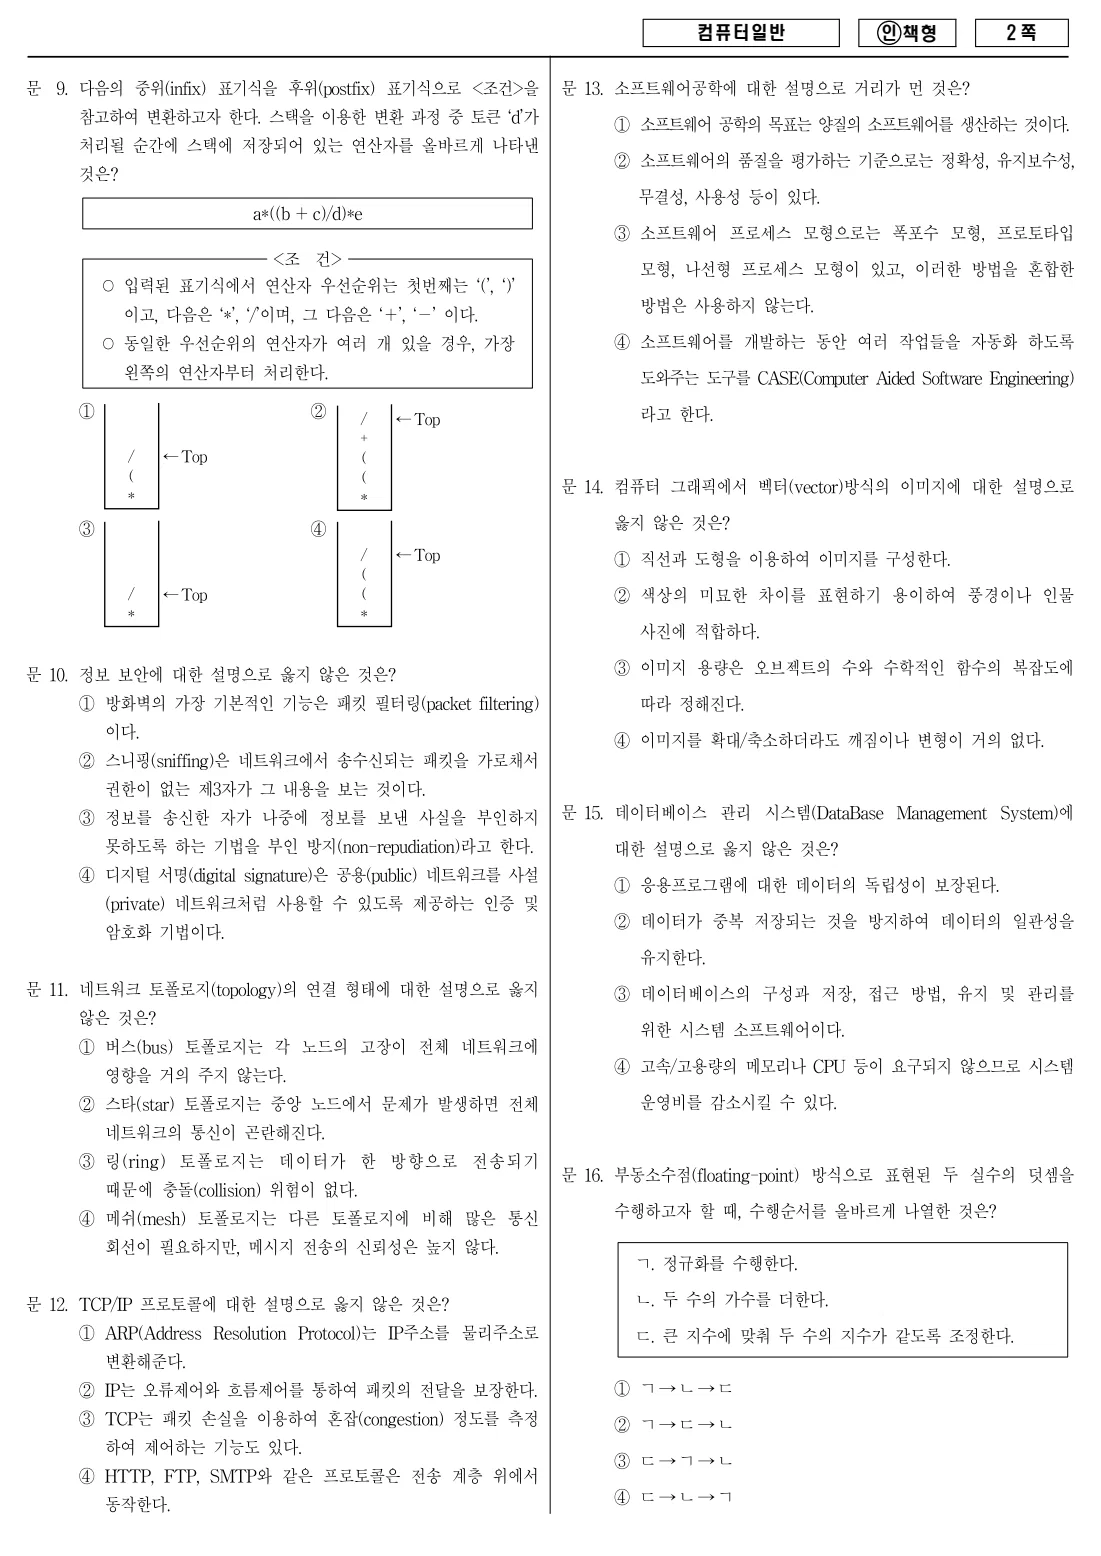 컴퓨터일반
인책형
2쪽
문 9. 다음의 중위(infix) 표기식을 후위(postfix) 표기식으로 <조건>을
참고하여 변환하고자 한다. 스택을 이용한 변환 과정 중 토큰 ‘d’가
처리될 순간에 스택에 저장되어 있는 연산자를 올바르게 나타낸
것은?
a*((b + c)/d)*e
<조 건>
○ 입력된 표기식에서 연산자 우선순위는 첫번째는 ‘(’, ‘)’
이고, 다음은 ‘*’, ‘/’이며, 그 다음은 ‘+’, ‘-’ 이다.
○ 동일한 우선순위의 연산자가 여러 개 있을 경우, 가장
왼쪽의 연산자부터 처리한다.
①
/ ←Top
(
*
②
/ ←Top
+
(
(
*
③
/ ←Top
*
④
/ ←Top
(
(
*
문 10. 정보 보안에 대한 설명으로 옳지 않은 것은?
① 방화벽의 가장 기본적인 기능은 패킷 필터링(packet filtering)
이다.
② 스니핑(sniffing)은 네트워크에서 송수신되는 패킷을 가로채서
권한이 없는 제3자가 그 내용을 보는 것이다.
③ 정보를 송신한 자가 나중에 정보를 보낸 사실을 부인하지
못하도록 하는 기법을 부인 방지(non-repudiation)라고 한다.
④ 디지털 서명(digital signature)은 공용(public) 네트워크를 사설
(private) 네트워크처럼 사용할 수 있도록 제공하는 인증 및
암호화 기법이다.
문 11. 네트워크 토폴로지(topology)의 연결 형태에 대한 설명으로 옳지
않은 것은?
① 버스(bus) 토폴로지는 각 노드의 고장이 전체 네트워크에
영향을 거의 주지 않는다.
② 스타(star) 토폴로지는 중앙 노드에서 문제가 발생하면 전체
네트워크의 통신이 곤란해진다.
③ 링(ring) 토폴로지는 데이터가 한 방향으로 전송되기
때문에 충돌(collision) 위험이 없다.
④ 메쉬(mesh) 토폴로지는 다른 토폴로지에 비해 많은 통신
회선이 필요하지만, 메시지 전송의 신뢰성은 높지 않다.
문 12. TCP/IP 프로토콜에 대한 설명으로 옳지 않은 것은?
① ARP(Address Resolution Protocol)는 IP주소를 물리주소로
변환해준다.
② IP는 오류제어와 흐름제어를 통하여 패킷의 전달을 보장한다.
③ TCP는 패킷 손실을 이용하여 혼잡(congestion) 정도를 측정
하여 제어하는 기능도 있다.
④ HTTP, FTP, SMTP와 같은 프로토콜은 전송 계층 위에서
동작한다.
문 13. 소프트웨어공학에 대한 설명으로 거리가 먼 것은?
① 소프트웨어 공학의 목표는 양질의 소프트웨어를 생산하는 것이다.
② 소프트웨어의 품질을 평가하는 기준으로는 정확성, 유지보수성,
무결성, 사용성 등이 있다.
③ 소프트웨어 프로세스 모형으로는 폭포수 모형, 프로토타입
모형, 나선형 프로세스 모형이 있고, 이러한 방법을 혼합한
방법은 사용하지 않는다.
④ 소프트웨어를 개발하는 동안 여러 작업들을 자동화 하도록
도와주는 도구를 CASE(Computer Aided Software Engineering)
라고 한다.
문 14. 컴퓨터 그래픽에서 벡터(vector)방식의 이미지에 대한 설명으로
옳지 않은 것은?
① 직선과 도형을 이용하여 이미지를 구성한다.
② 색상의 미묘한 차이를 표현하기 용이하여 풍경이나 인물
사진에 적합하다.
③ 이미지 용량은 오브젝트의 수와 수학적인 함수의 복잡도에
따라 정해진다.
④ 이미지를 확대/축소하더라도 깨짐이나 변형이 거의 없다.
문 15. 데이터베이스 관리 시스템(DataBase Management System)에
대한 설명으로 옳지 않은 것은?
① 응용프로그램에 대한 데이터의 독립성이 보장된다.
② 데이터가 중복 저장되는 것을 방지하여 데이터의 일관성을
유지한다.
③ 데이터베이스의 구성과 저장, 접근 방법, 유지 및 관리를
위한 시스템 소프트웨어이다.
④ 고속/고용량의 메모리나 CPU 등이 요구되지 않으므로 시스템
운영비를 감소시킬 수 있다.
문 16. 부동소수점(floating-point) 방식으로 표현된 두 실수의 덧셈을
수행하고자 할 때, 수행순서를 올바르게 나열한 것은?
ㄱ. 정규화를 수행한다.
ㄴ. 두 수의 가수를 더한다.
ㄷ. 큰 지수에 맞춰 두 수의 지수가 같도록 조정한다.
① ㄱ→ㄴ→ㄷ
② ㄱ→ㄷ→ㄴ
③ ㄷ→ㄱ→ㄴ
④ ㄷ→ㄴ→ㄱ